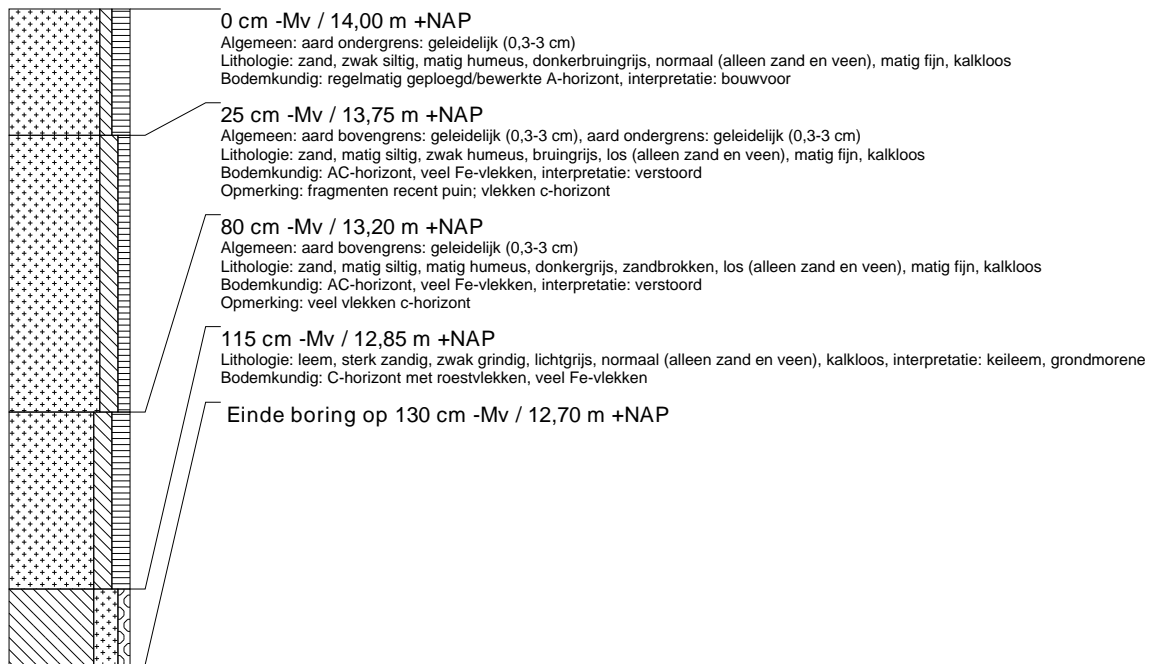 0 cm -Mv / 14,00 m +NAP
Algemeen: aard ondergrens: geleidelijk (0,3-3 cm)
Lithologie: zand, zwak siltig, matig humeus, donkerbruingrijs, normaal (alleen zand en veen), matig fijn, kalkloos
Bodemkundig: regelmatig geploegd/bewerkte A-horizont, interpretatie: bouwvoor
25 cm -Mv / 13,75 m +NAP
Algemeen: aard bovengrens: geleidelijk (0,3-3 cm), aard ondergrens: geleidelijk (0,3-3 cm)
Lithologie: zand, matig siltig, zwak humeus, bruingrijs, los (alleen zand en veen), matig fijn, kalkloos
Bodemkundig: AC-horizont, veel Fe-vlekken, interpretatie: verstoord
Opmerking: fragmenten recent puin; vlekken c-horizont
80 cm -Mv / 13,20 m +NAP
Algemeen: aard bovengrens: geleidelijk (0,3-3 cm)
Lithologie: zand, matig siltig, matig humeus, donkergrijs, zandbrokken, los (alleen zand en veen), matig fijn, kalkloos
Bodemkundig: AC-horizont, veel Fe-vlekken, interpretatie: verstoord
Opmerking: veel vlekken c-horizont
115 cm -Mv / 12,85 m +NAP
Lithologie: leem, sterk zandig, zwak grindig, lichtgrijs, normaal (alleen zand en veen), kalkloos, interpretatie: keileem, grondmorene
Bodemkundig: C-horizont met roestvlekken, veel Fe-vlekken
Einde boring op 130 cm -Mv / 12,70 m +NAP